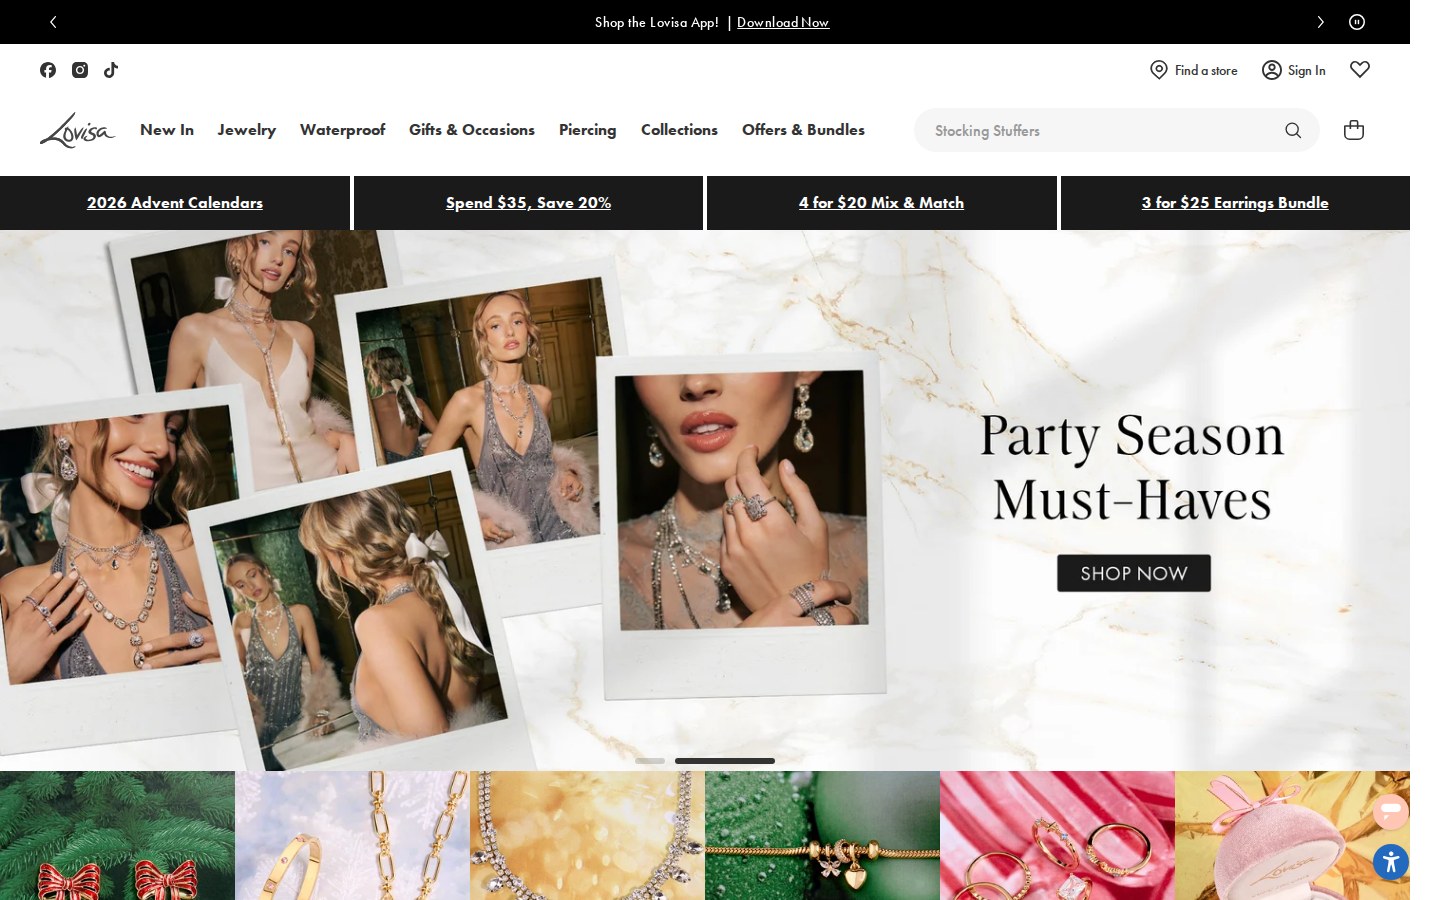 Shop the Lovisa App! | Download Now
Find a store
Sign In
Lovisa
New In
Jewelry
Waterproof
Gifts & Occasions
Piercing
Collections
Offers & Bundles
Stocking Stuffers
2026 Advent Calendars
Spend $35, Save 20%
4 for $20 Mix & Match
3 for $25 Earrings Bundle
Party Season
Must-Haves
SHOP NOW
Lovisa